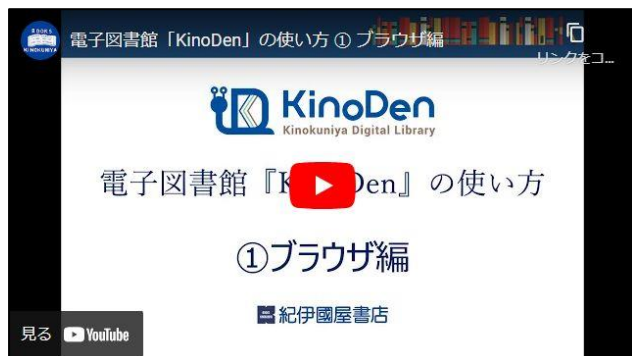 BOOKS
KINOKUNIYA
電子図書館「KinoDen」の使い方 ① ブラウザ編
リンクをコ...
KinoDen
Kinokuniya Digital Library
電子図書館『K Den』の使い方
①ブラウザ編
紀伊國屋書店
見る YouTube